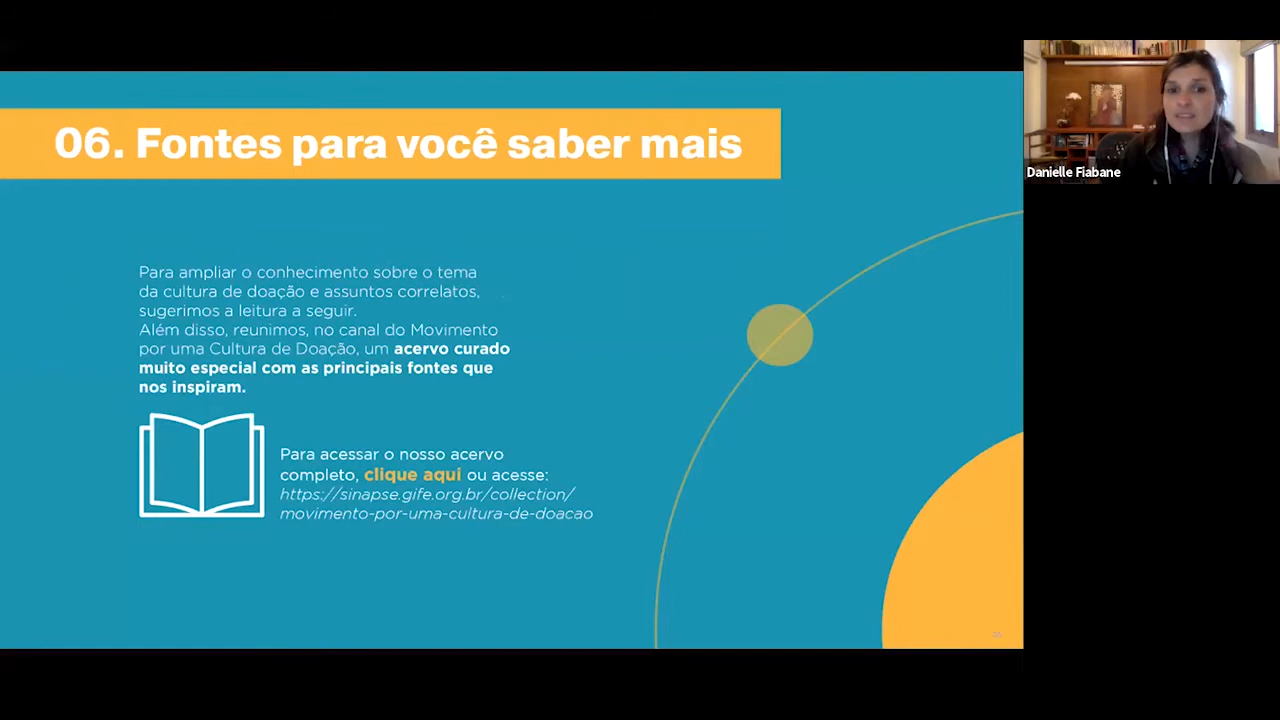 06. Fontes para você saber mais
Para ampliar o conhecimento sobre o tema
da cultura de doação e assuntos correlatos,
sugerimos a leitura a seguir.
Além disso, reunimos, no canal do Movimento
por uma Cultura de Doação, um acervo curado
muito especial com as principais fontes que
nos inspiram.
Para acessar o nosso acervo
completo, clique aqui ou acesse:
https://sinapse.gife.org.br/collection/
movimento-por-uma-cultura-de-doacao
Danielle Fiabane